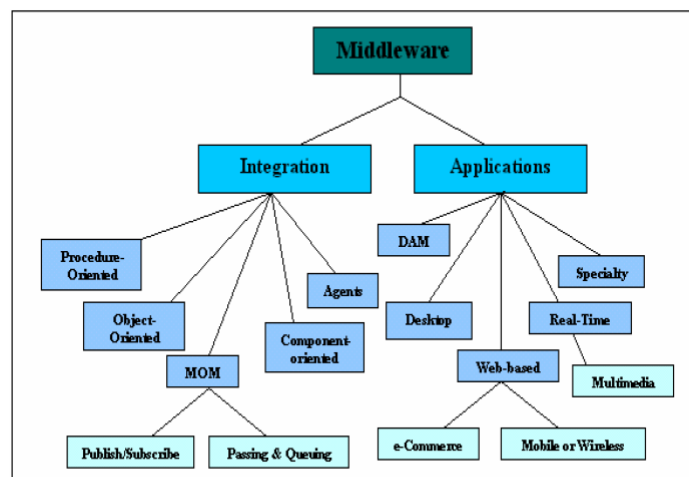 Middleware
Integration
Applications
DAM
Procedure-
Oriented
Specialty
Agents
Object-
Oriented
Desktop
Real-Time
Component-
oriented
MOM
Web-based
Multimedia
Publish/Subscribe
Passing & Queuing
e-Commerce
Mobile or Wireless